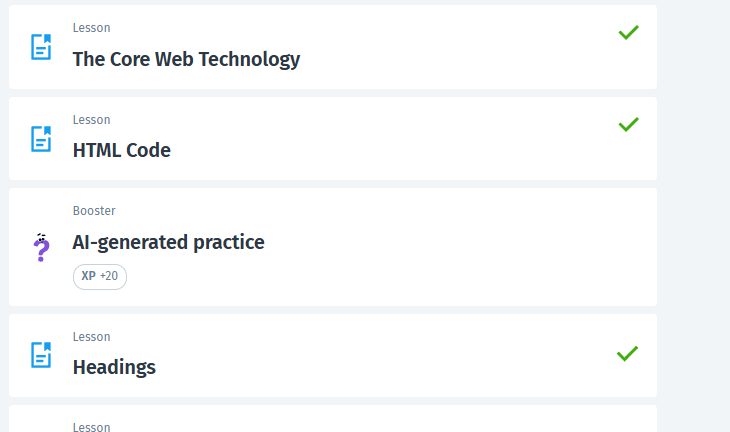 Lesson
The Core Web Technology
Lesson
HTML Code
Booster
AI-generated practice
XP +20
Lesson
Headings
Lesson